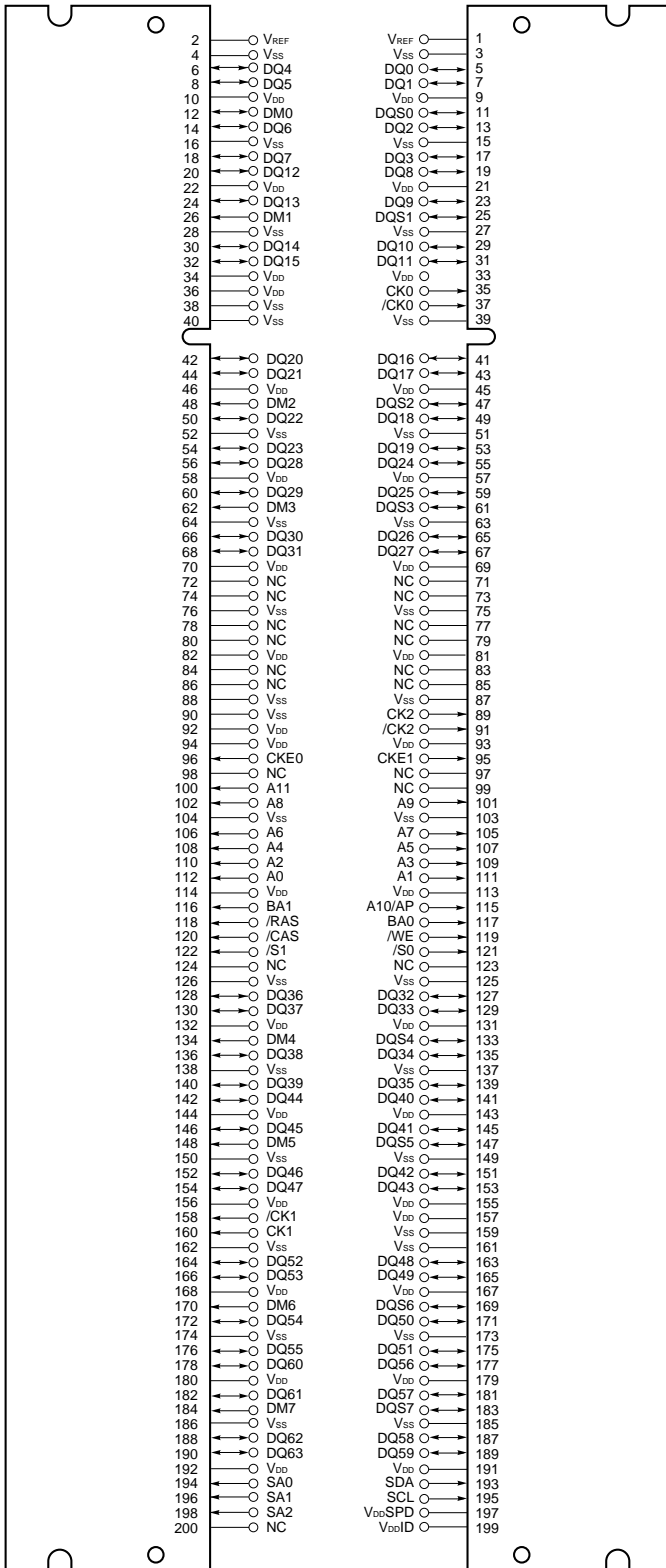 2 VREF VREF 1
4 VSS VSS 3
6 DQ4 DQ0 5
8 DQ5 DQ1 7
10 VDD VDD 9
12 DM0 DQS0 11
14 DQ6 DQ2 13
16 VSS VSS 15
18 DQ7 DQ3 17
20 DQ12 DQ8 19
22 VDD VDD 21
24 DQ13 DQ9 23
26 DM1 DQS1 25
28 VSS VSS 27
30 DQ14 DQ10 29
32 DQ15 DQ11 31
34 VDD VDD 33
36 VDD CK0 35
38 VSS /CK0 37
40 VSS VSS 39
42 DQ20 DQ16 41
44 DQ21 DQ17 43
46 VDD VDD 45
48 DM2 DQS2 47
50 DQ22 DQ18 49
52 VSS VSS 51
54 DQ23 DQ19 53
56 DQ28 DQ24 55
58 VDD VDD 57
60 DQ29 DQ25 59
62 DM3 DQS3 61
64 VSS VSS 63
66 DQ30 DQ26 65
68 DQ31 DQ27 67
70 VDD VDD 69
72 NC NC 71
74 NC NC 73
76 VSS VSS 75
78 NC NC 77
80 NC NC 79
82 VDD VDD 81
84 NC NC 83
86 NC NC 85
88 VSS VSS 87
90 VSS CK2 89
92 VDD /CK2 91
94 VDD VDD 93
96 CKE0 CKE1 95
98 NC NC 97
100 A11 NC 99
102 A8 A9 101
104 VSS VSS 103
106 A6 A7 105
108 A4 A5 107
110 A2 A3 109
112 A0 A1 111
114 VDD VDD 113
116 BA1 A10/AP 115
118 /RAS BA0 117
120 /CAS /WE 119
122 /S1 /S0 121
124 NC NC 123
126 VSS VSS 125
128 DQ36 DQ32 127
130 DQ37 DQ33 129
132 VDD VDD 131
134 DM4 DQS4 133
136 DQ38 DQ34 135
138 VSS VSS 137
140 DQ39 DQ35 139
142 DQ44 DQ40 141
144 VDD VDD 143
146 DQ45 DQ41 145
148 DM5 DQS5 147
150 VSS VSS 149
152 DQ46 DQ42 151
154 DQ47 DQ43 153
156 VDD VDD 155
158 /CK1 VDD 157
160 CK1 VSS 159
162 VSS VSS 161
164 DQ52 DQ48 163
166 DQ53 DQ49 165
168 VDD VDD 167
170 DM6 DQS6 169
172 DQ54 DQ50 171
174 VSS VSS 173
176 DQ55 DQ51 175
178 DQ60 DQ56 177
180 VDD VDD 179
182 DQ61 DQ57 181
184 DM7 DQS7 183
186 VSS VSS 185
188 DQ62 DQ58 187
190 DQ63 DQ59 189
192 VDD VDD 191
194 SA0 SDA 193
196 SA1 SCL 195
198 SA2 VDDSPD 197
200 NC VDDID 199